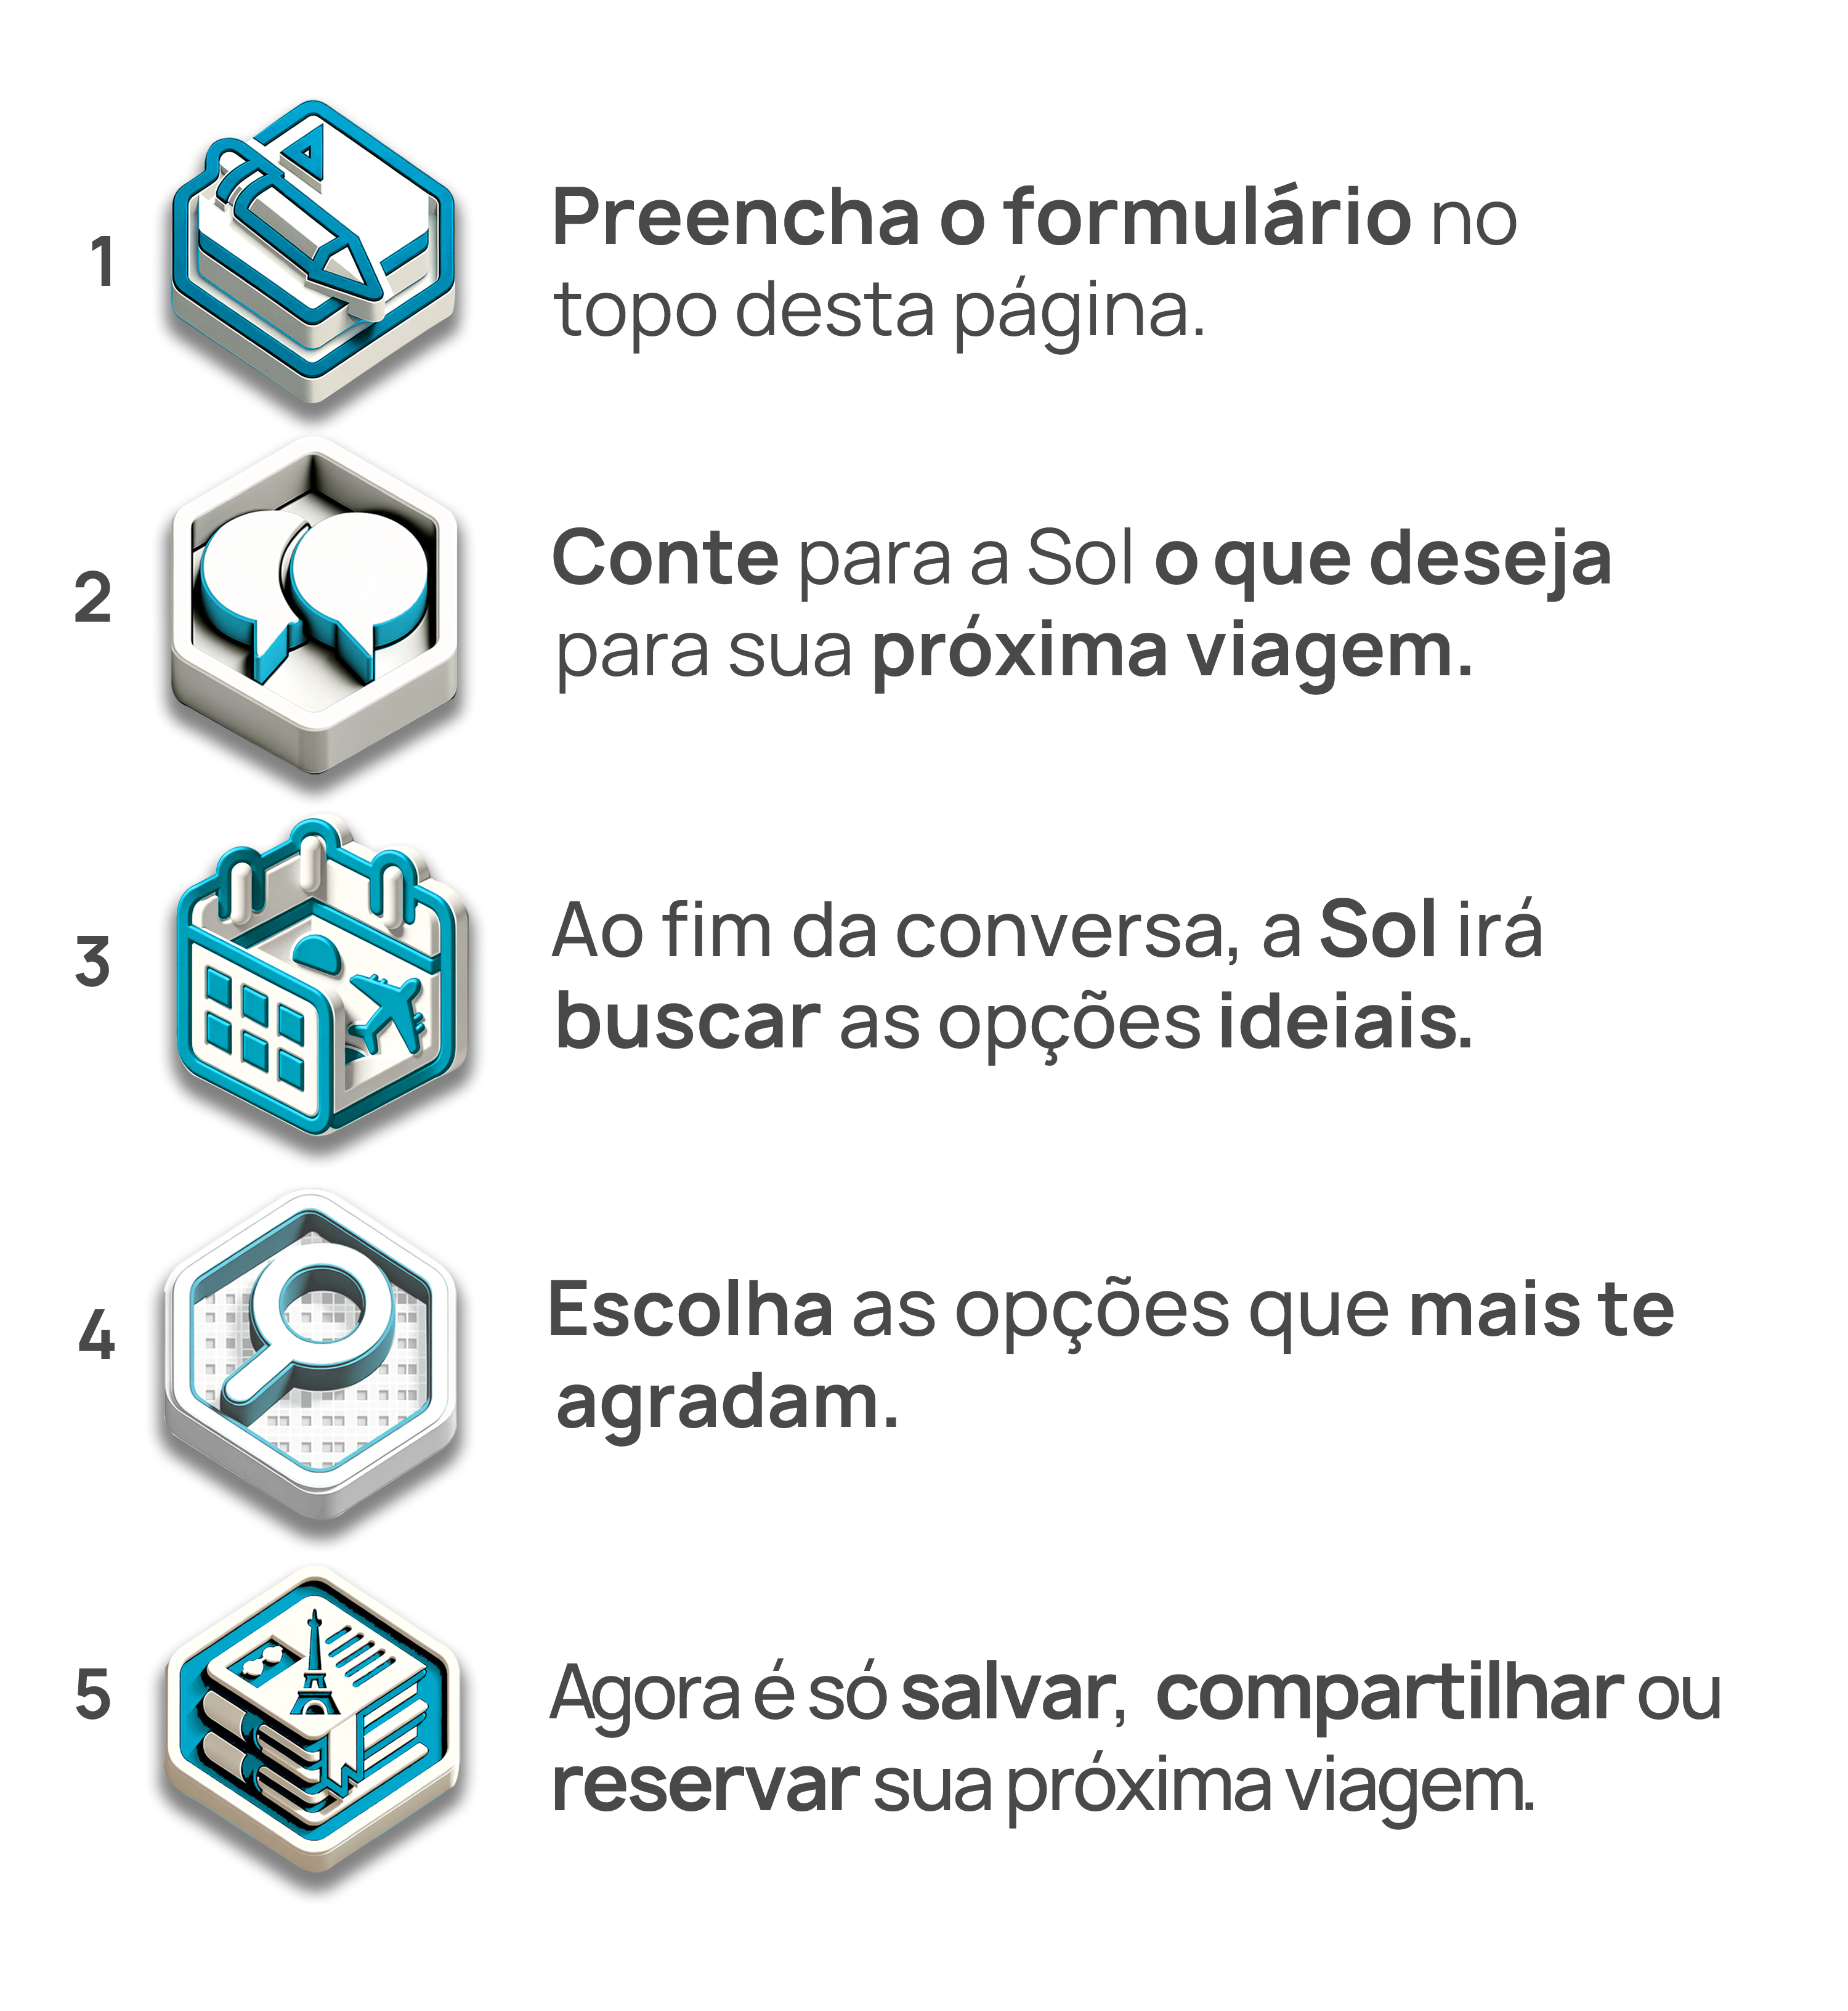 1
Preencha o formulário no
topo desta página.
2
Conte para a Sol o que deseja
para sua próxima viagem.
3
Ao fim da conversa, a Sol irá
buscar as opções ideiais.
4
Escolha as opções que mais te
agradam.
5
Agora é só salvar, compartilhar ou
reservar sua próxima viagem.